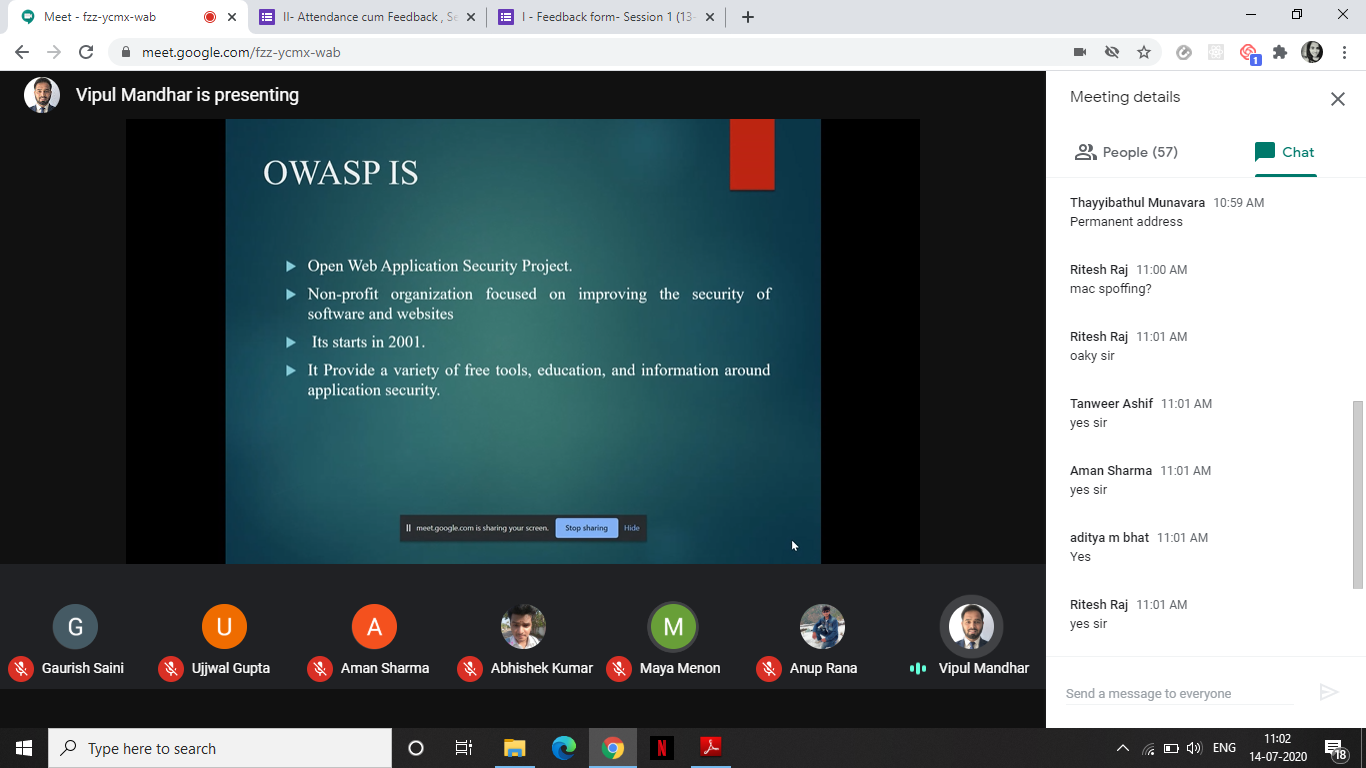 Meet - fzz-ycmx-wab
II- Attendance cum Feedback , Se
I - Feedback form- Session 1 (13-
meet.google.com/fzz-ycmx-wab
1
Vipul Mandhar is presenting
OWASP IS
Open Web Application Security Project.
Non-profit organization focused on improving the security of
software and websites
Its starts in 2001.
It Provide a variety of free tools, education, and information around
application security.
meet.google.com is sharing your screen.
Stop sharing
Hide
G
U
A
M
Gaurish Saini
Ujjwal Gupta
Aman Sharma
Abhishek Kumar
Maya Menon
Anup Rana
Vipul Mandhar
Meeting details
People (57)
Chat
Thayyibathul Munavara 10:59 AM
Permanent address
Ritesh Raj 11:00 AM
mac spoffing?
Ritesh Raj 11:01 AM
oaky sir
Tanweer Ashif 11:01 AM
yes sir
Aman Sharma 11:01 AM
yes sir
aditya m bhat 11:01 AM
Yes
Ritesh Raj 11:01 AM
yes sir
Send a message to everyone
Type here to search
N
ENG
11:02
14-07-2020
18